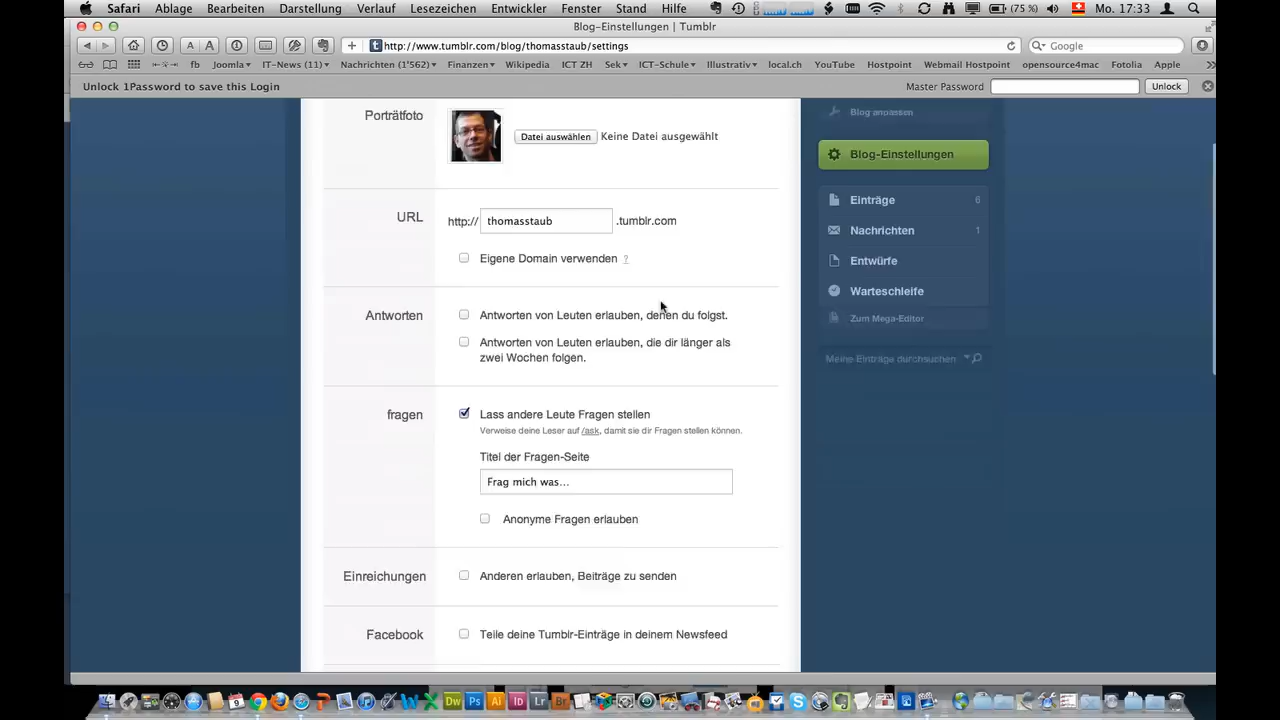 Safari Ablage Bearbeiten Darstellung Verlauf Lesezeichen Entwickler Fenster Stand Hilfe (75 %) Mo. 17:33
Blog-Einstellungen | Tumblr
http://www.tumblr.com/blog/thomasstaub/settings Google
fb Joomla IT-News (11) Nachrichten (1'562) Finanzen Wikipedia ICT ZH Sek ICT-Schule Illustrativ local.ch YouTube Hostpoint Webmail Hostpoint opensource4mac Fotolia Apple
Unlock 1Password to save this Login Master Password Unlock
Porträtfoto Datei auswählen Keine Datei ausgewählt
URL http:// thomasstaub .tumblr.com
Eigene Domain verwenden ?
Antworten Antworten von Leuten erlauben, denen du folgst.
Antworten von Leuten erlauben, die dir länger als
zwei Wochen folgen.
fragen Lass andere Leute Fragen stellen
Verweise deine Leser auf /ask, damit sie dir Fragen stellen können.
Titel der Fragen-Seite
Frag mich was...
Anonyme Fragen erlauben
Einreichungen Anderen erlauben, Beiträge zu senden
Facebook Teile deine Tumblr-Einträge in deinem Newsfeed
Blog anpassen
Blog-Einstellungen
Einträge 6
Nachrichten 1
Entwürfe
Warteschleife
Zum Mega-Editor
Meine Einträge durchsuchen
Dw Ps Ai Id Lr Br